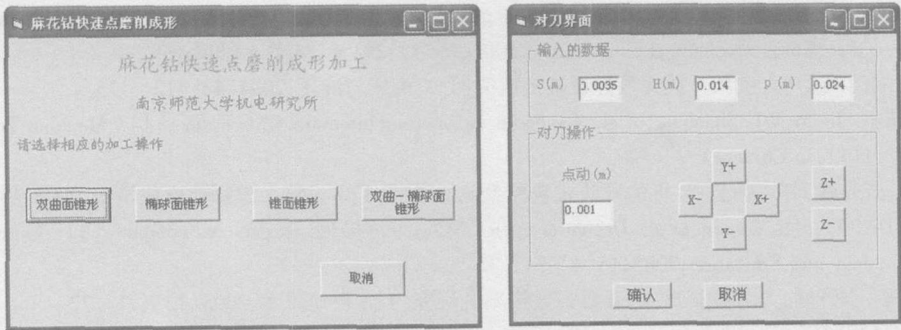 麻花钻快速点磨削成形
麻花钻快速点磨削成形加工
南京师范大学机电研究所
请选择相应的加工操作
双曲面锥形
椭球面锥形
锥面锥形
双曲-椭球面
锥形
取消
对刀界面
输入的数据
S(m) 0.0035 H(m) 0.014 p (m) 0.024
对刀操作
点动(m)
0.001
Y+
X-
X+
Y-
Z+
Z-
确认
取消